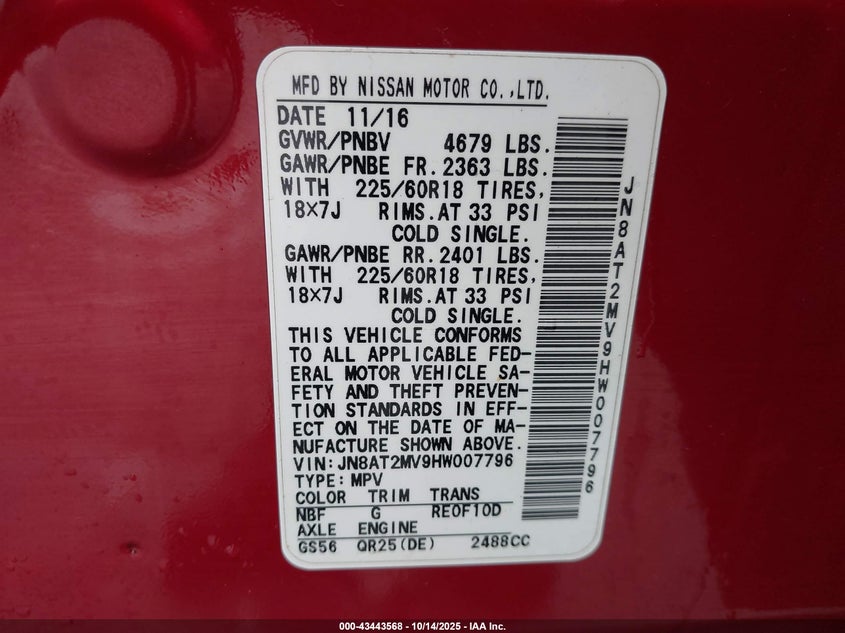 MFD BY NISSAN MOTOR CO.,LTD.
DATE 11/16
GVWR/PNBV 4679 LBS.
GAWR/PNBE FR. 2363 LBS.
WITH 225/60R18 TIRES,
18×7J RIMS. AT 33 PSI
COLD SINGLE.
GAWR/PNBE RR. 2401 LBS.
WITH 225/60R18 TIRES,
18×7J RIMS. AT 33 PSI
COLD SINGLE.
THIS VEHICLE CONFORMS
TO ALL APPLICABLE FED-
ERAL MOTOR VEHICLE SA-
FETY AND THEFT PREVEN-
TION STANDARDS IN EFF-
ECT ON THE DATE OF MA-
NUFACTURE SHOWN ABOVE.
VIN: JN8AT2MV9HW007796
TYPE: MPV
COLOR TRIM TRANS
NBF G RE0F10D
AXLE ENGINE
GS56 QR25(DE) 2488CC
JN8AT2MV9HW007796
000-43443568 - 10/14/2025 - IAA Inc.